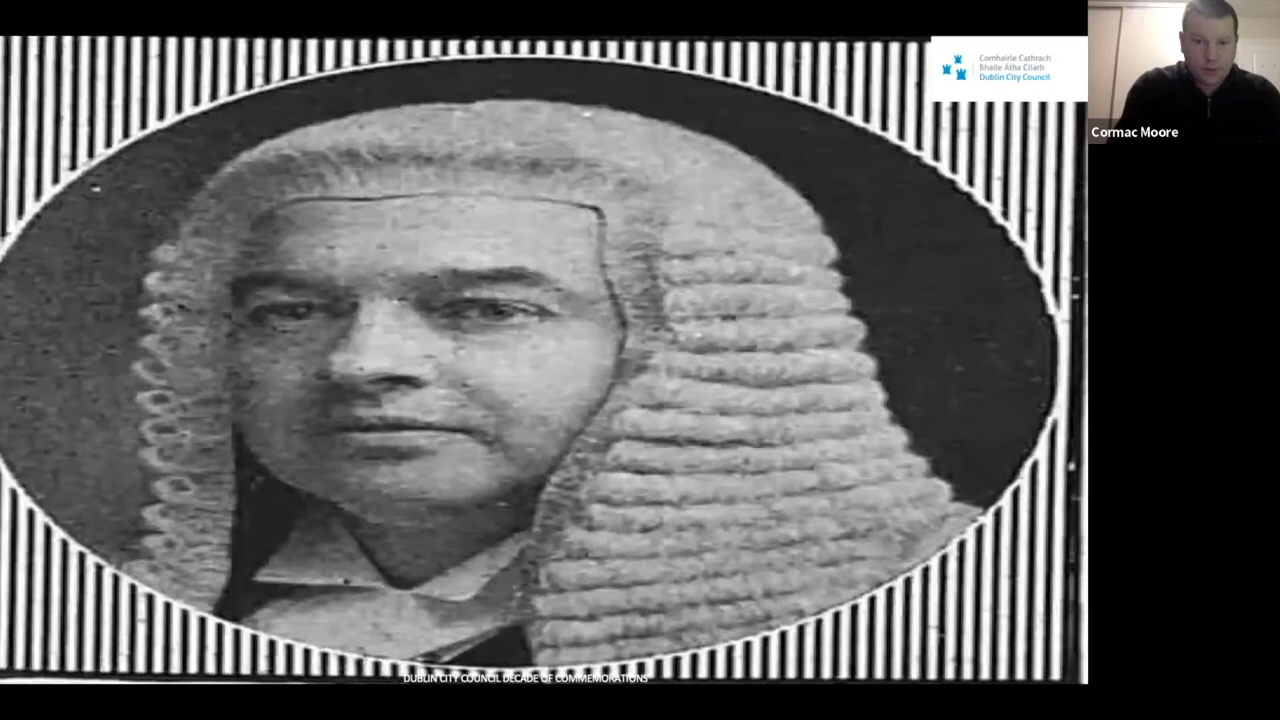 Comhairle Cathrach
Bhaile Átha Cliath
Dublin City Council
Cormac Moore
DUBLIN CITY COUNCIL DECADE OF COMMEMORATIONS